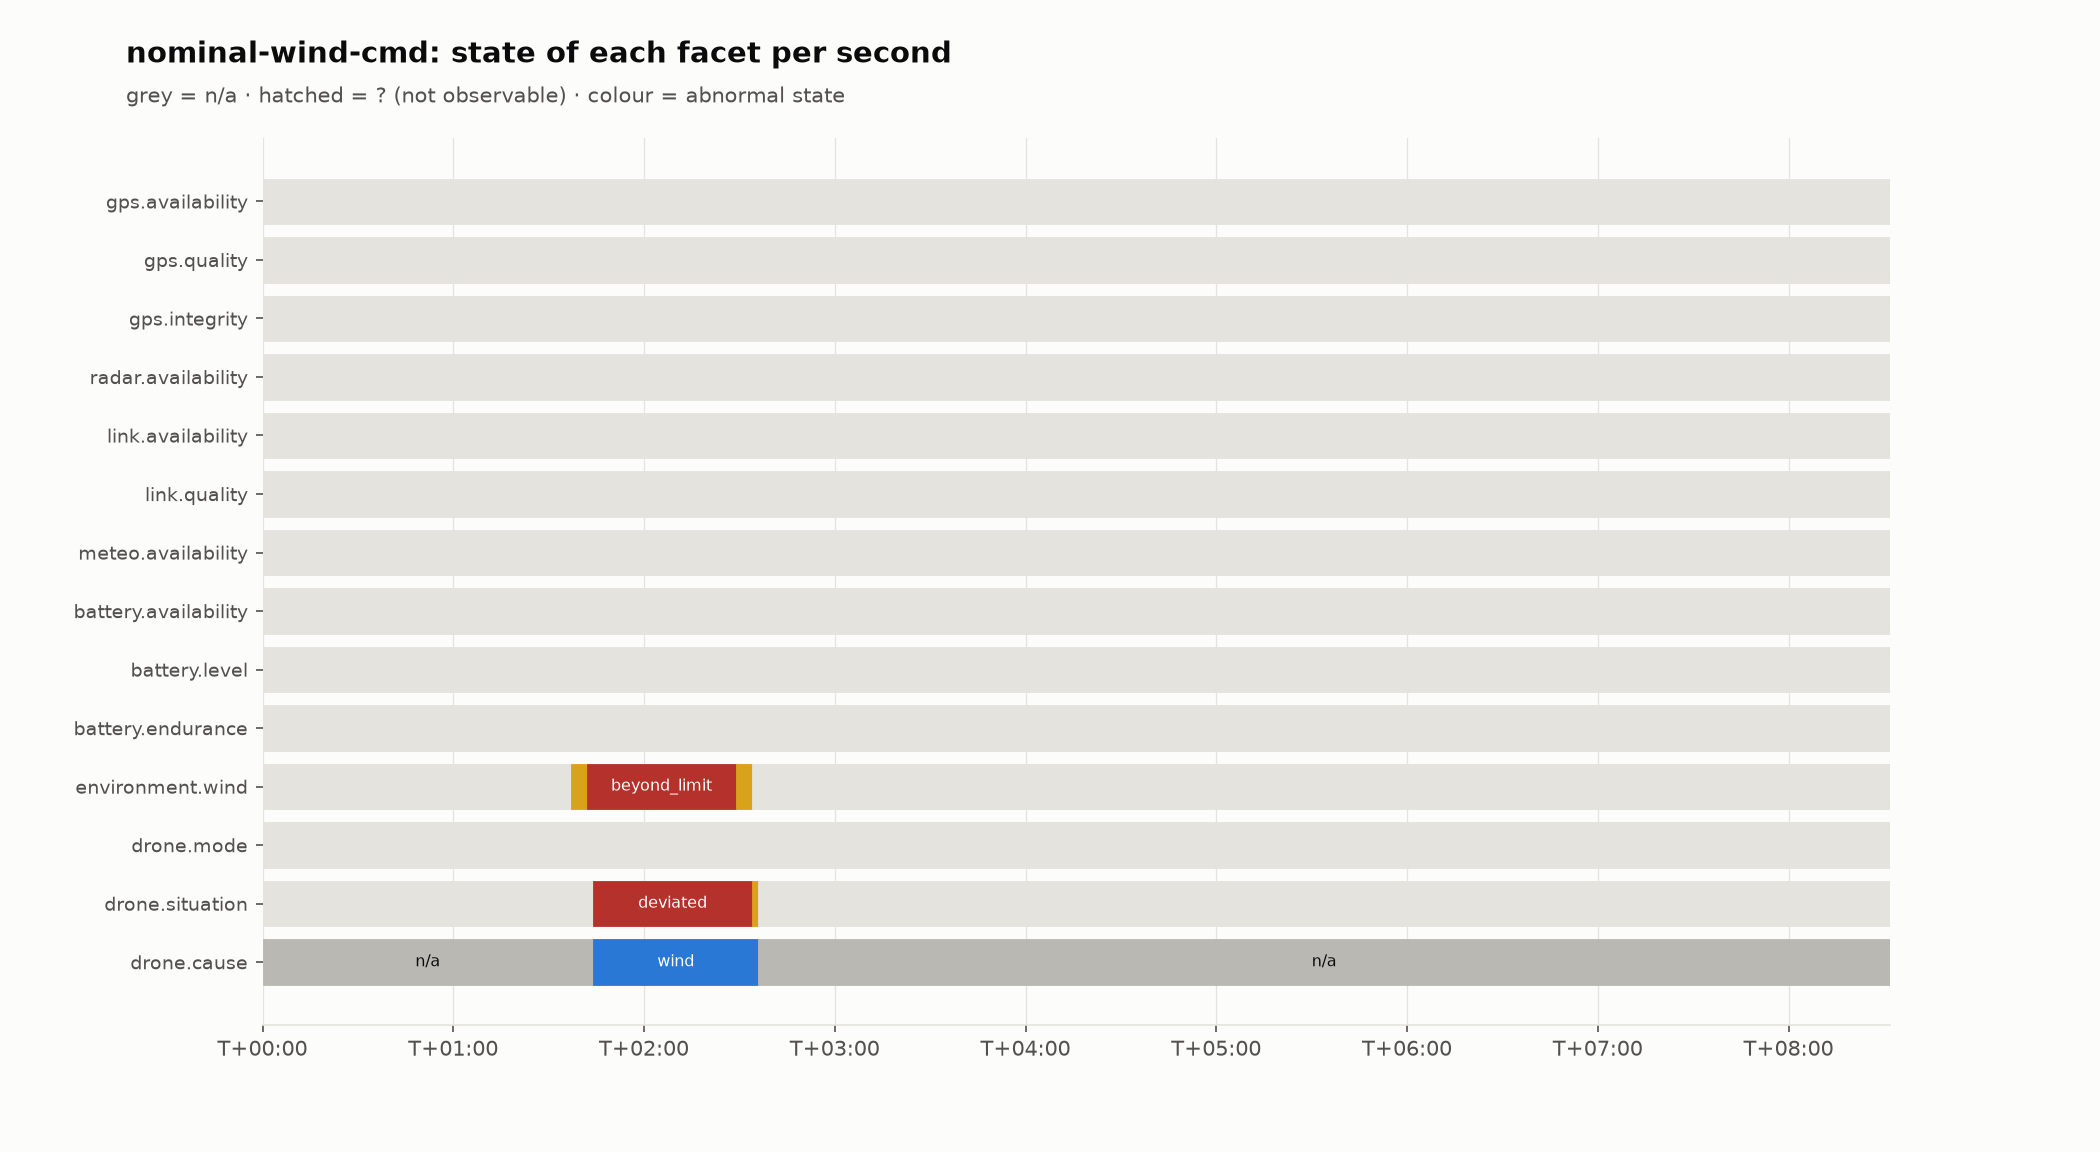 nominal-wind-cmd: state of each facet per second
grey = n/a · hatched = ? (not observable) · colour = abnormal state
gps.availability
gps.quality
gps.integrity
radar.availability
link.availability
link.quality
meteo.availability
battery.availability
battery.level
battery.endurance
environment.wind
beyond_limit
drone.mode
drone.situation
deviated
drone.cause
n/a
wind
n/a
T+00:00 T+01:00 T+02:00 T+03:00 T+04:00 T+05:00 T+06:00 T+07:00 T+08:00